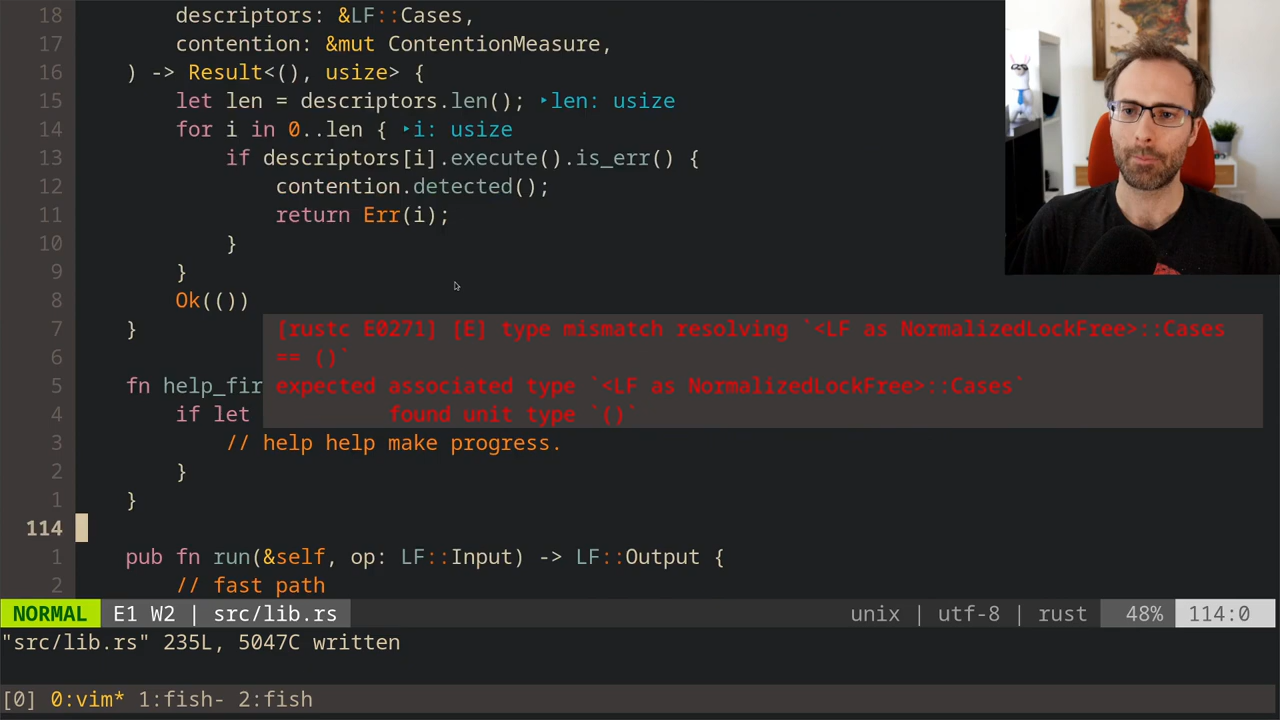 18 descriptors: &LF::Cases,
17 contention: &mut ContentionMeasure,
16 ) -> Result<(), usize> {
15 let len = descriptors.len(); ‣len: usize
14 for i in 0..len { ‣i: usize
13 if descriptors[i].execute().is_err() {
12 contention.detected();
11 return Err(i);
10 }
9 }
8 Ok(())
7 }
[rustc E0271] [E] type mismatch resolving `<LF as NormalizedLockFree>::Cases
6
== ()`
5 fn help_fir
expected associated type `<LF as NormalizedLockFree>::Cases`
4 if let
found unit type `()`
3 // help help make progress.
2 }
1 }
114
1 pub fn run(&self, op: LF::Input) -> LF::Output {
2 // fast path
NORMAL E1 W2 | src/lib.rs unix | utf-8 | rust 48% 114:0
"src/lib.rs" 235L, 5047C written
[0] 0:vim* 1:fish- 2:fish